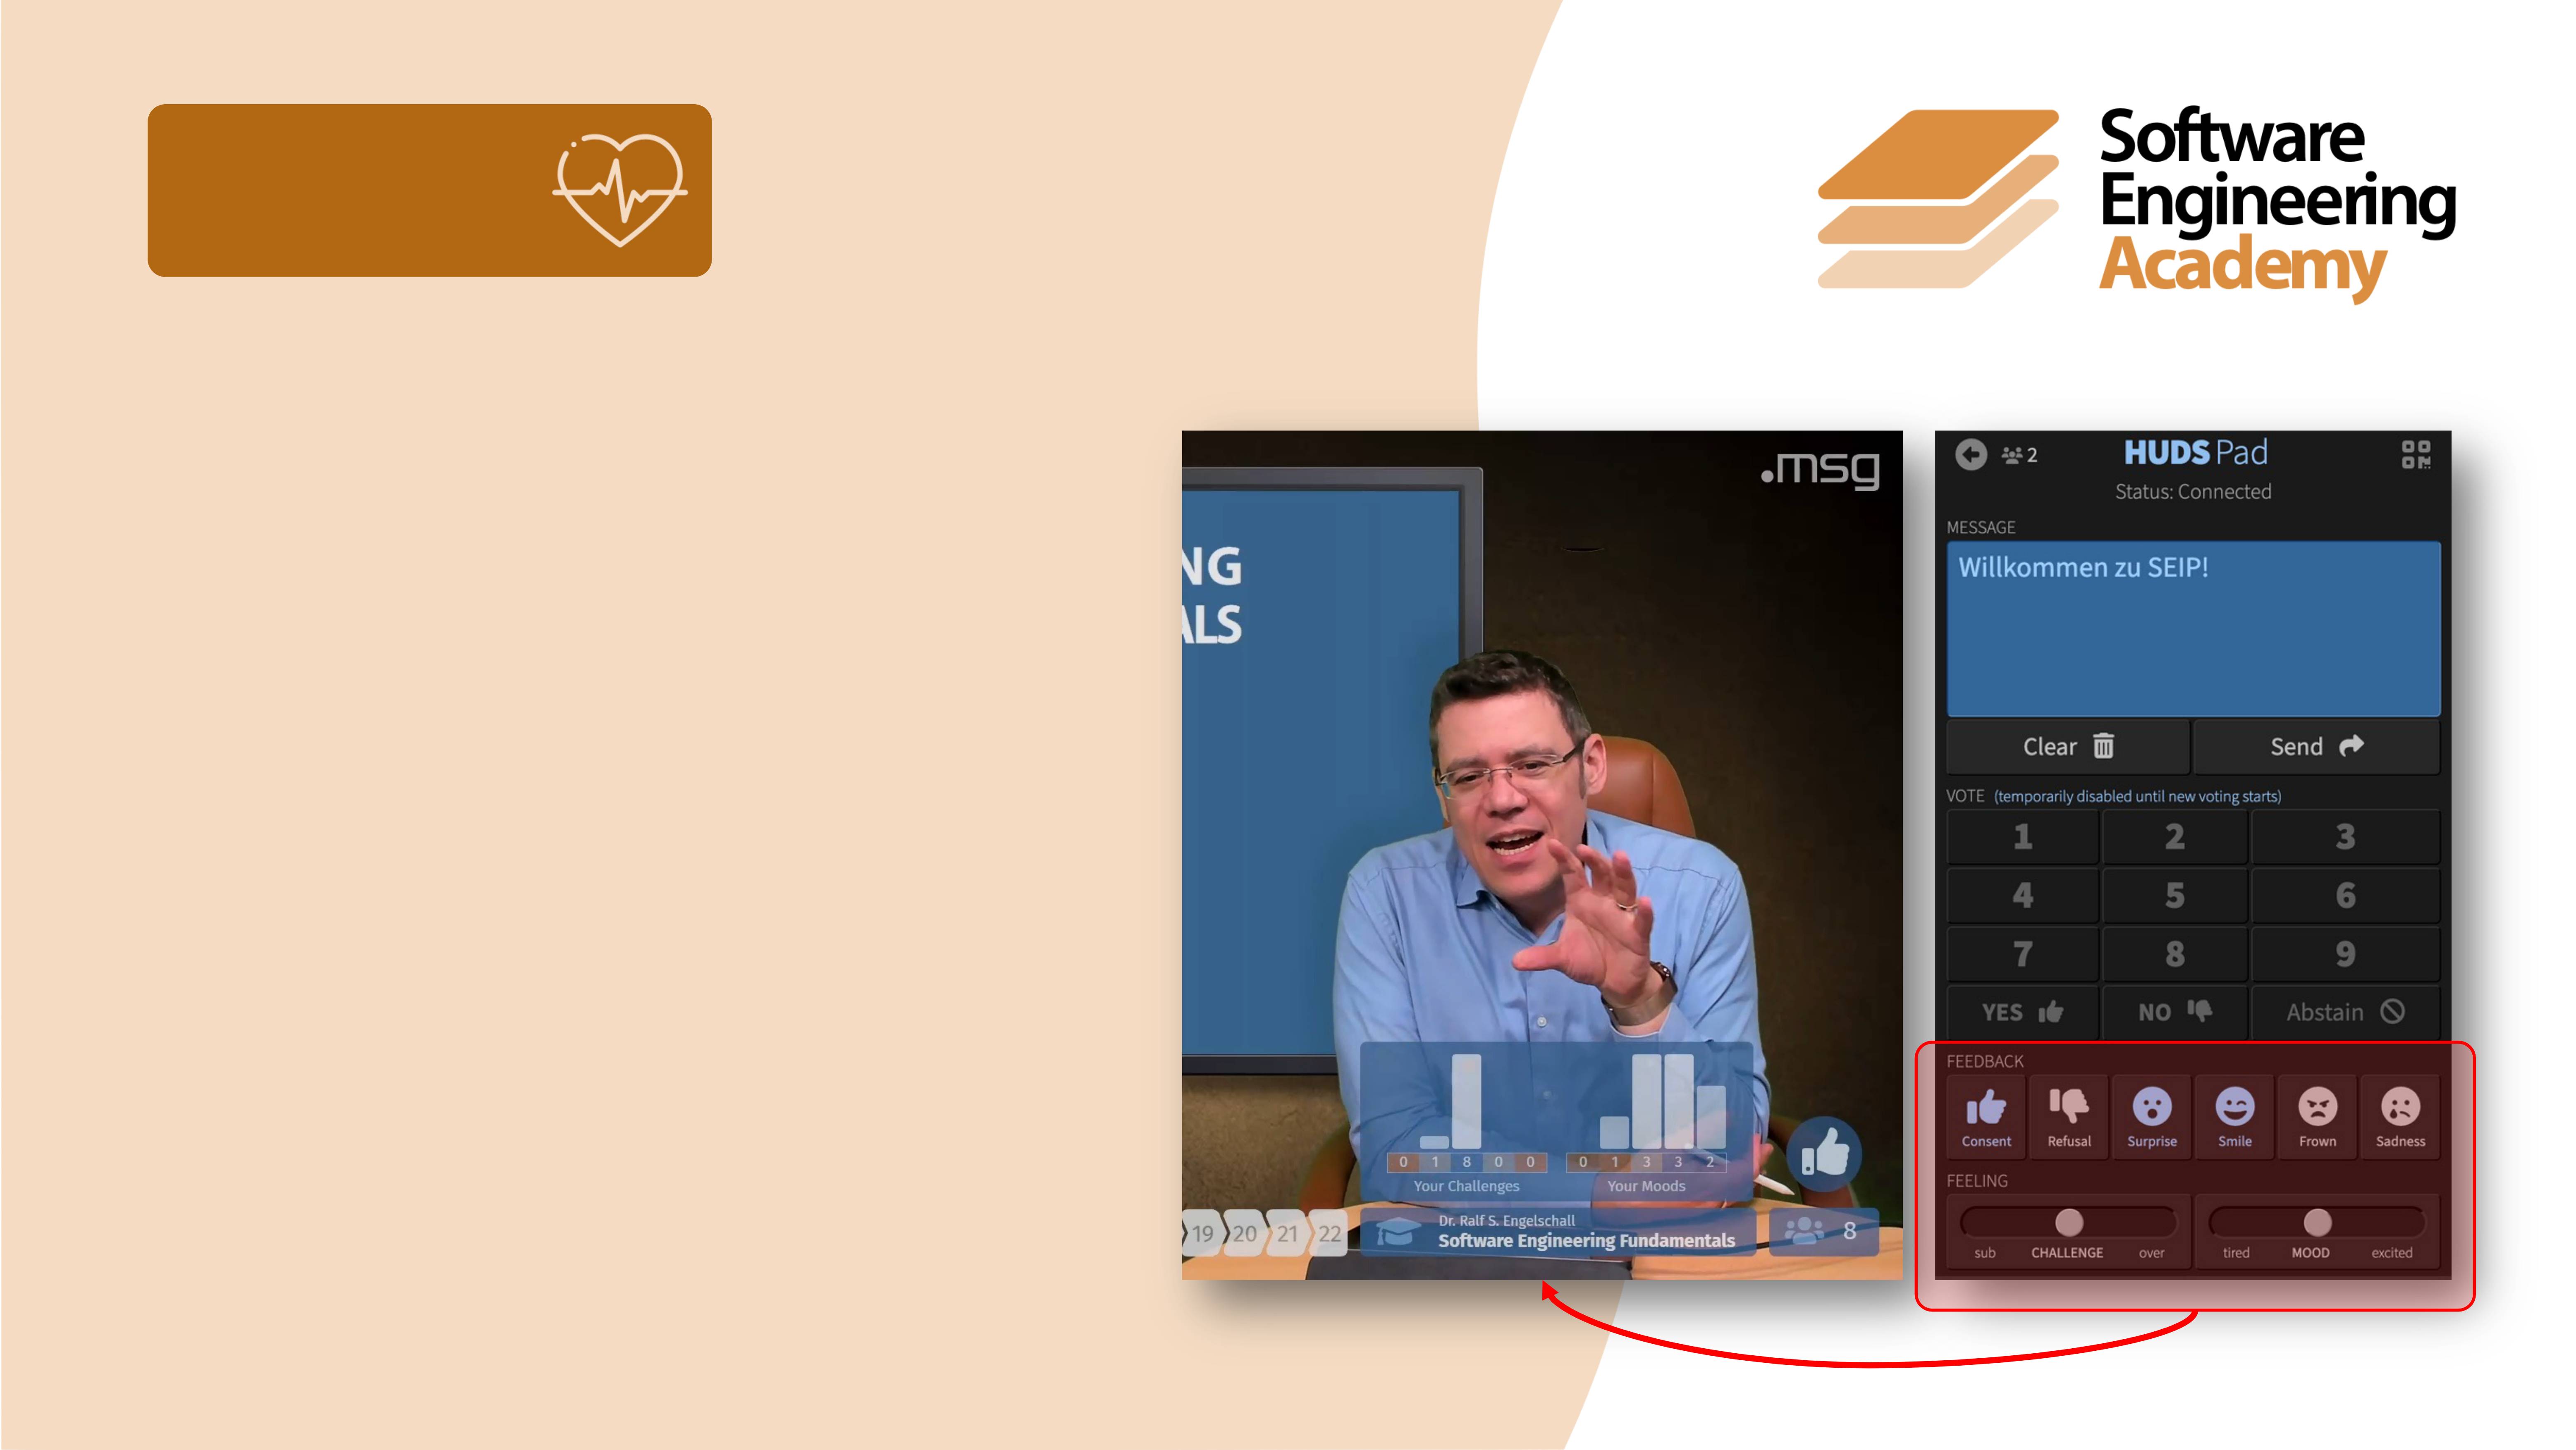 Software
Engineering
Academy
.msg
NG
ALS
0 1 8 0 0
Your Challenges
0 1 3 3 2
Your Moods
19 20 21 22
Dr. Ralf S. Engelschall
Software Engineering Fundamentals
8
2
HUDS Pad
Status: Connected
MESSAGE
Willkommen zu SEIP!
Clear
Send
VOTE (temporarily disabled until new voting starts)
1 2 3
4 5 6
7 8 9
YES NO Abstain
FEEDBACK
Consent Refusal Surprise Smile Frown Sadness
FEELING
sub CHALLENGE over
tired MOOD excited